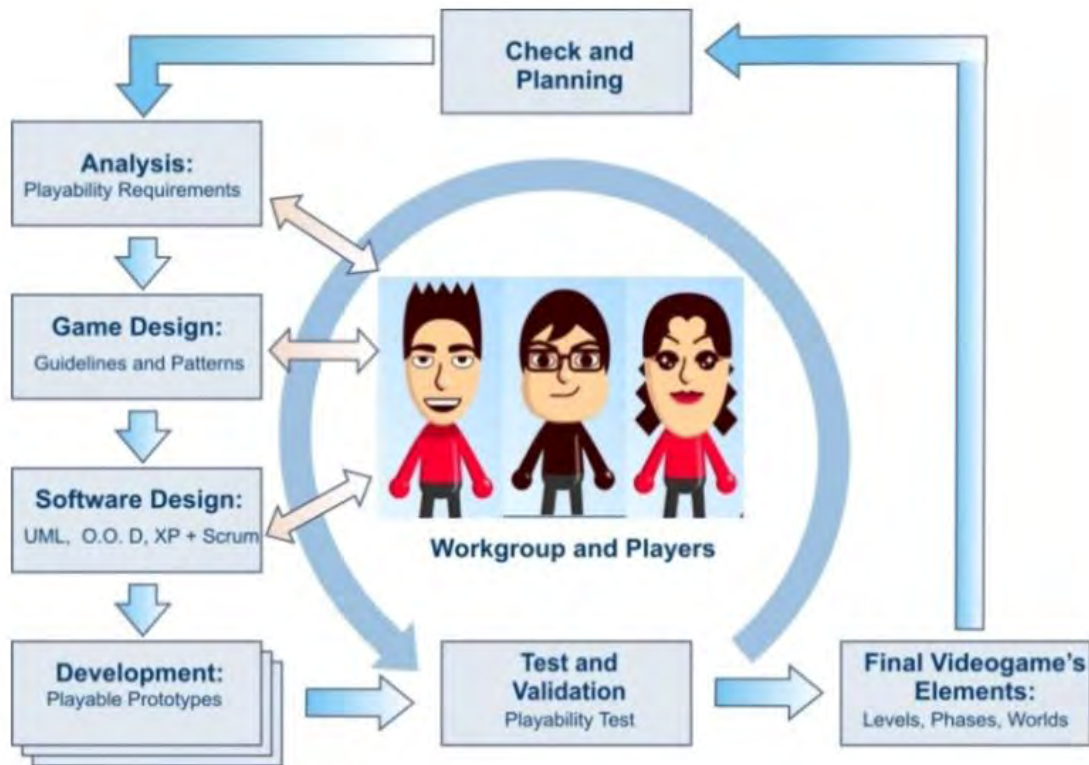 Check and
Planning
Analysis:
Playability Requirements
Game Design:
Guidelines and Patterns
Software Design:
UML, O.O. D, XP + Scrum
Workgroup and Players
Development:
Playable Prototypes
Test and
Validation
Playability Test
Final Videogame's
Elements:
Levels, Phases, Worlds